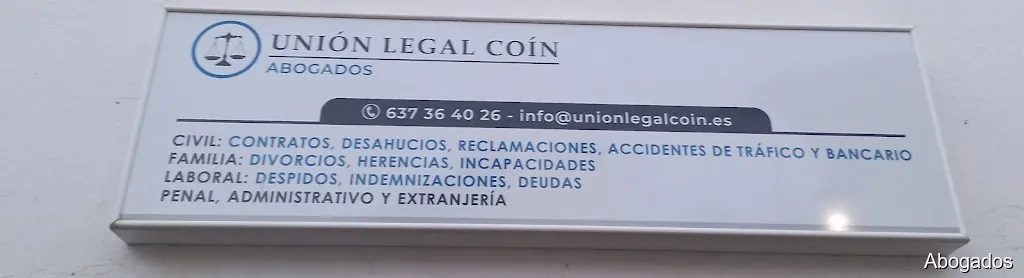 UNIÓN LEGAL COÍN
ABOGADOS
637 36 40 26 - info@unionlegalcoin.es
CIVIL: CONTRATOS, DESAHUCIOS, RECLAMACIONES, ACCIDENTES DE TRÁFICO Y BANCARIO
FAMILIA: DIVORCIOS, HERENCIAS, INCAPACIDADES
LABORAL: DESPIDOS, INDEMNIZACIONES, DEUDAS
PENAL, ADMINISTRATIVO Y EXTRANJERÍA
Abogados